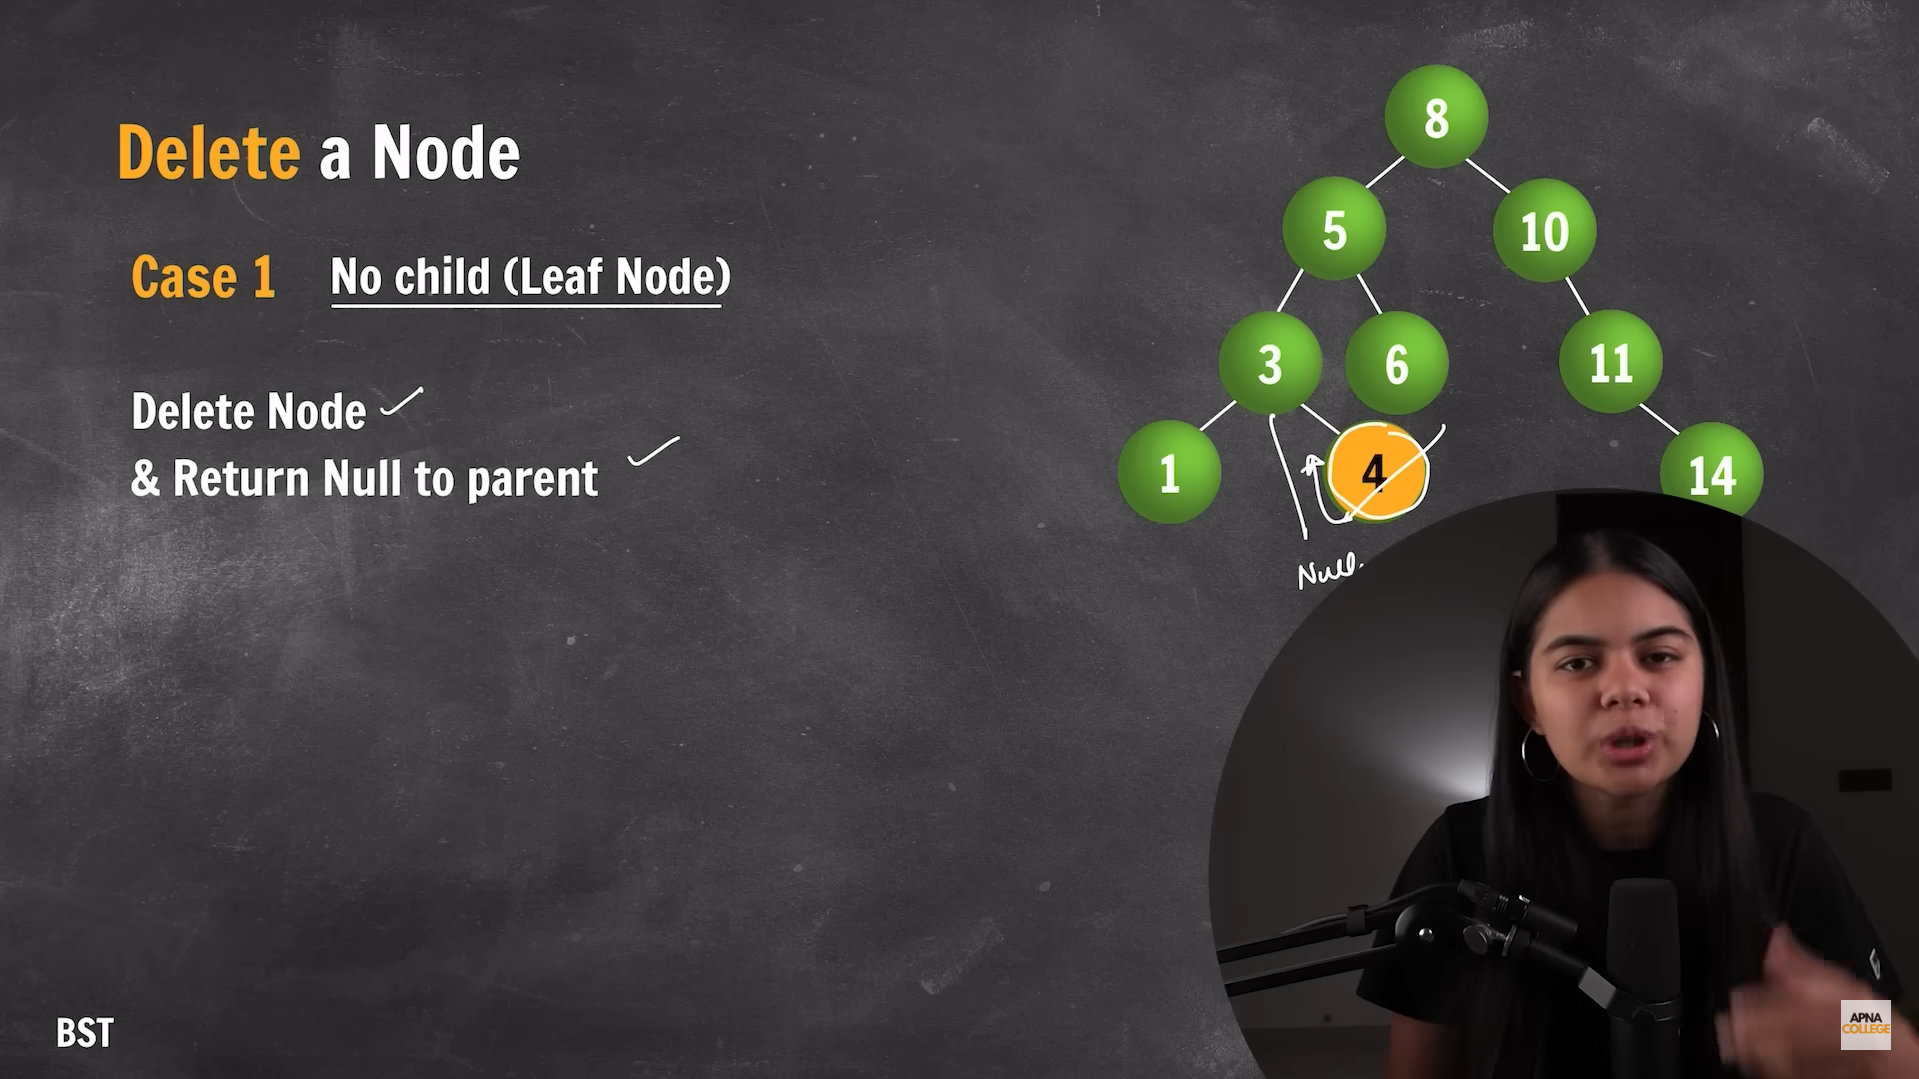 Delete a Node
Case 1 No child (Leaf Node)
Delete Node
& Return Null to parent
8
5
10
3
6
11
1
4
14
Null
BST
APNA
COLLEGE